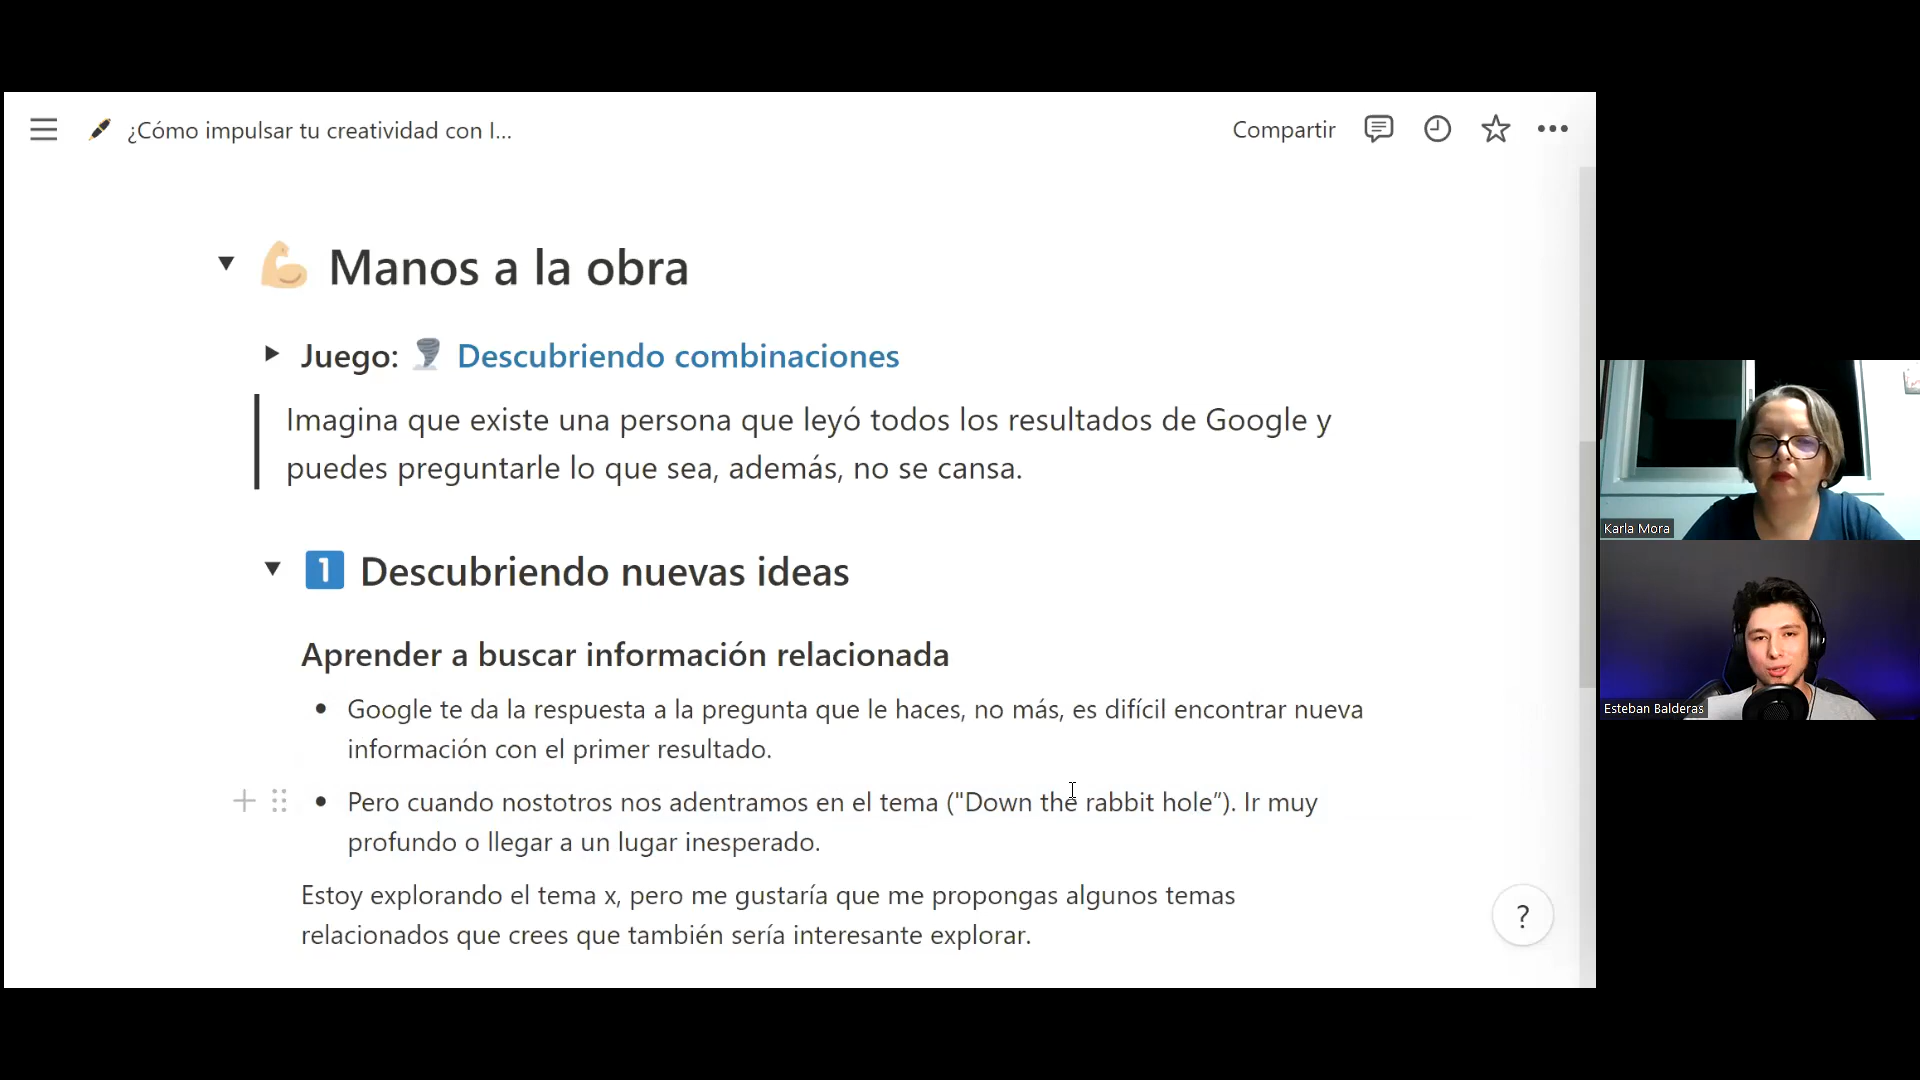 ¿Cómo impulsar tu creatividad con I...
Compartir
Manos a la obra
Juego: Descubriendo combinaciones
Imagina que existe una persona que leyó todos los resultados de Google y
puedes preguntarle lo que sea, además, no se cansa.
1 Descubriendo nuevas ideas
Aprender a buscar información relacionada
• Google te da la respuesta a la pregunta que le haces, no más, es difícil encontrar nueva
información con el primer resultado.
• Pero cuando nostotros nos adentramos en el tema ("Down the rabbit hole”). Ir muy
profundo o llegar a un lugar inesperado.
Estoy explorando el tema x, pero me gustaría que me propongas algunos temas
relacionados que crees que también sería interesante explorar.
?
Karla Mora
Esteban Balderas